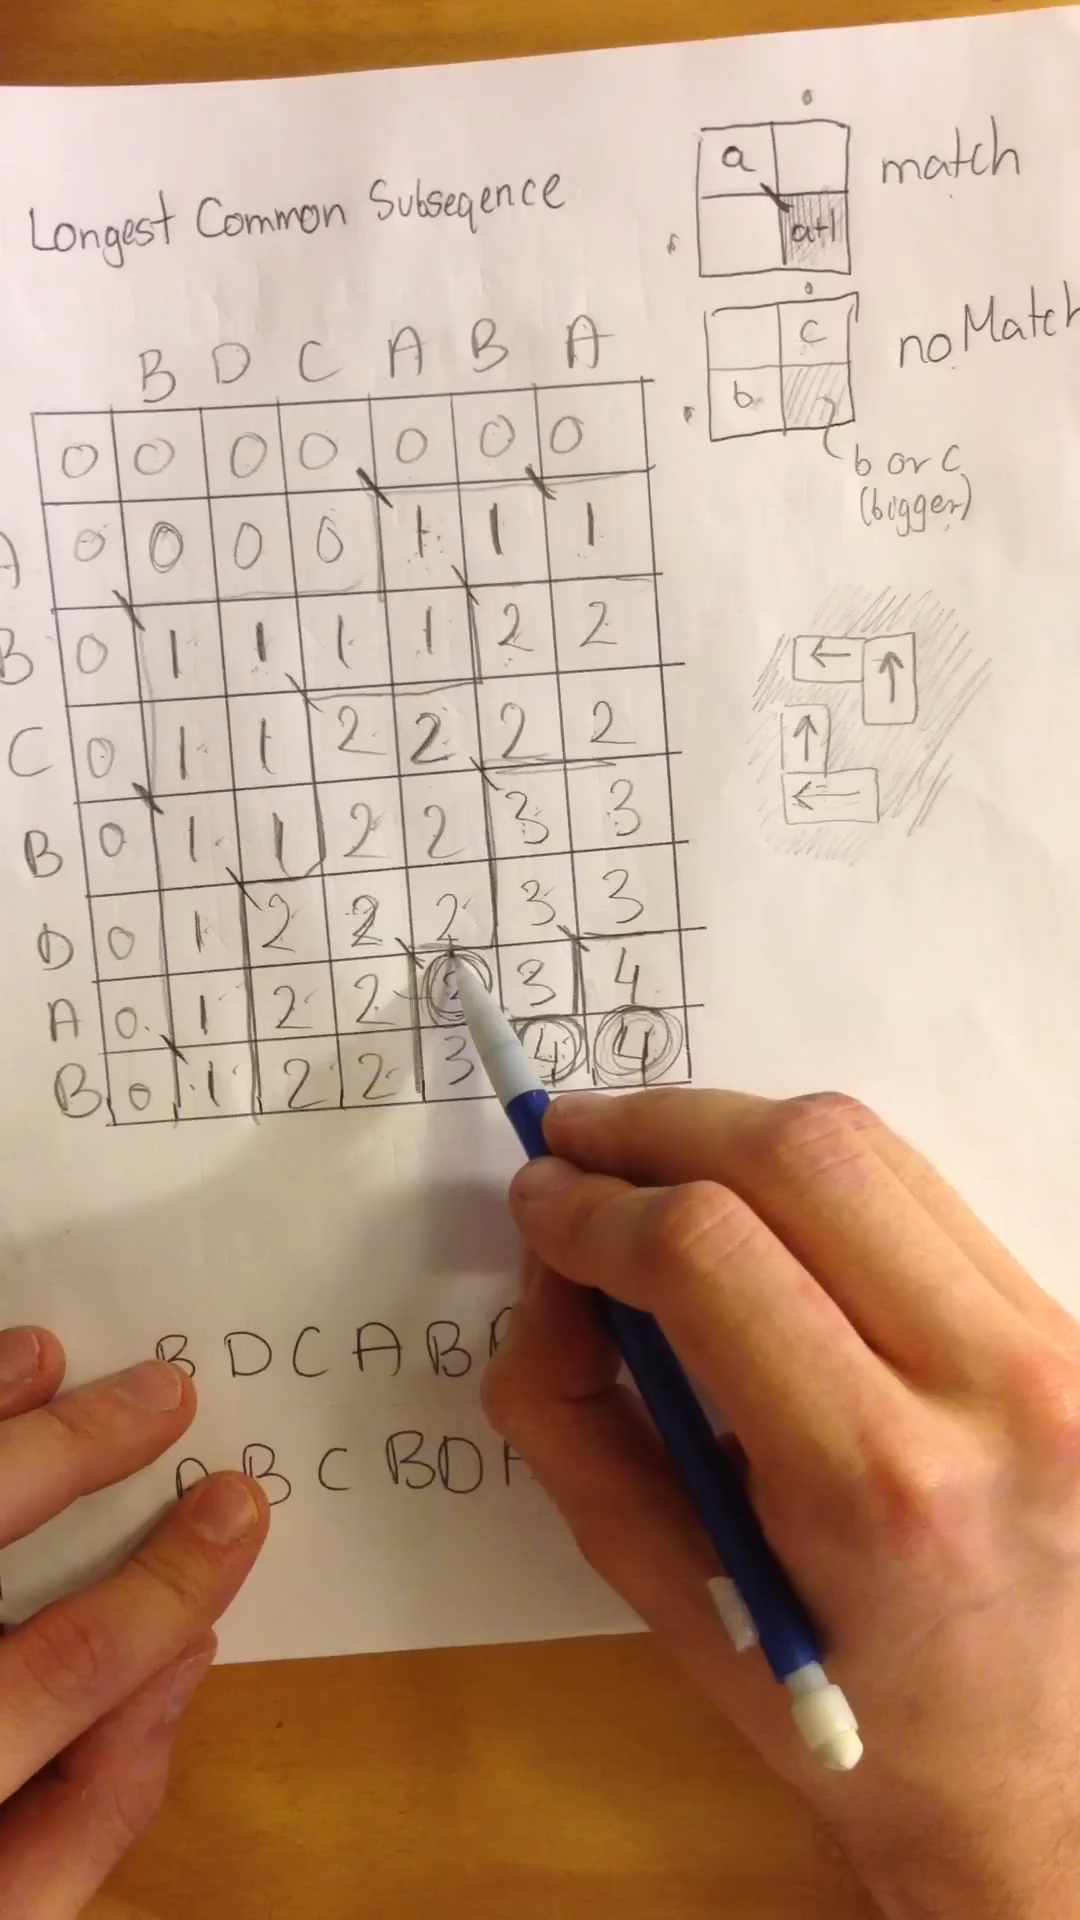 Longest Common Subseqence
a
a+1
match
c
b
noMatch
b or c
(bigger)
B D C A B A
0 0 0 0 0 0 0
A 0 0 0 0 1 1 1
B 0 1 1 1 1 2 2
C 0 1 1 2 2 2 2
B 0 1 1 2 2 3 3
D 0 1 2 2 2 3 3
A 0 1 2 2 3 4
B 0 1 2 2 3 4 4
← ↑
↑
←
B D C A B
B C B D